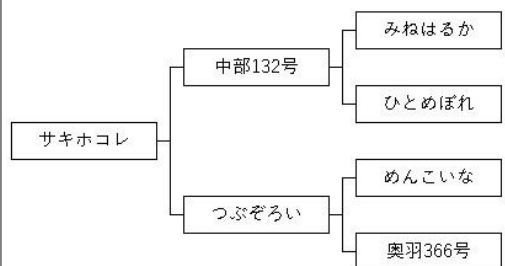 みねはるか
中部132号
ひとめぼれ
サキホコレ
めんこいな
つぶぞろい
奥羽366号